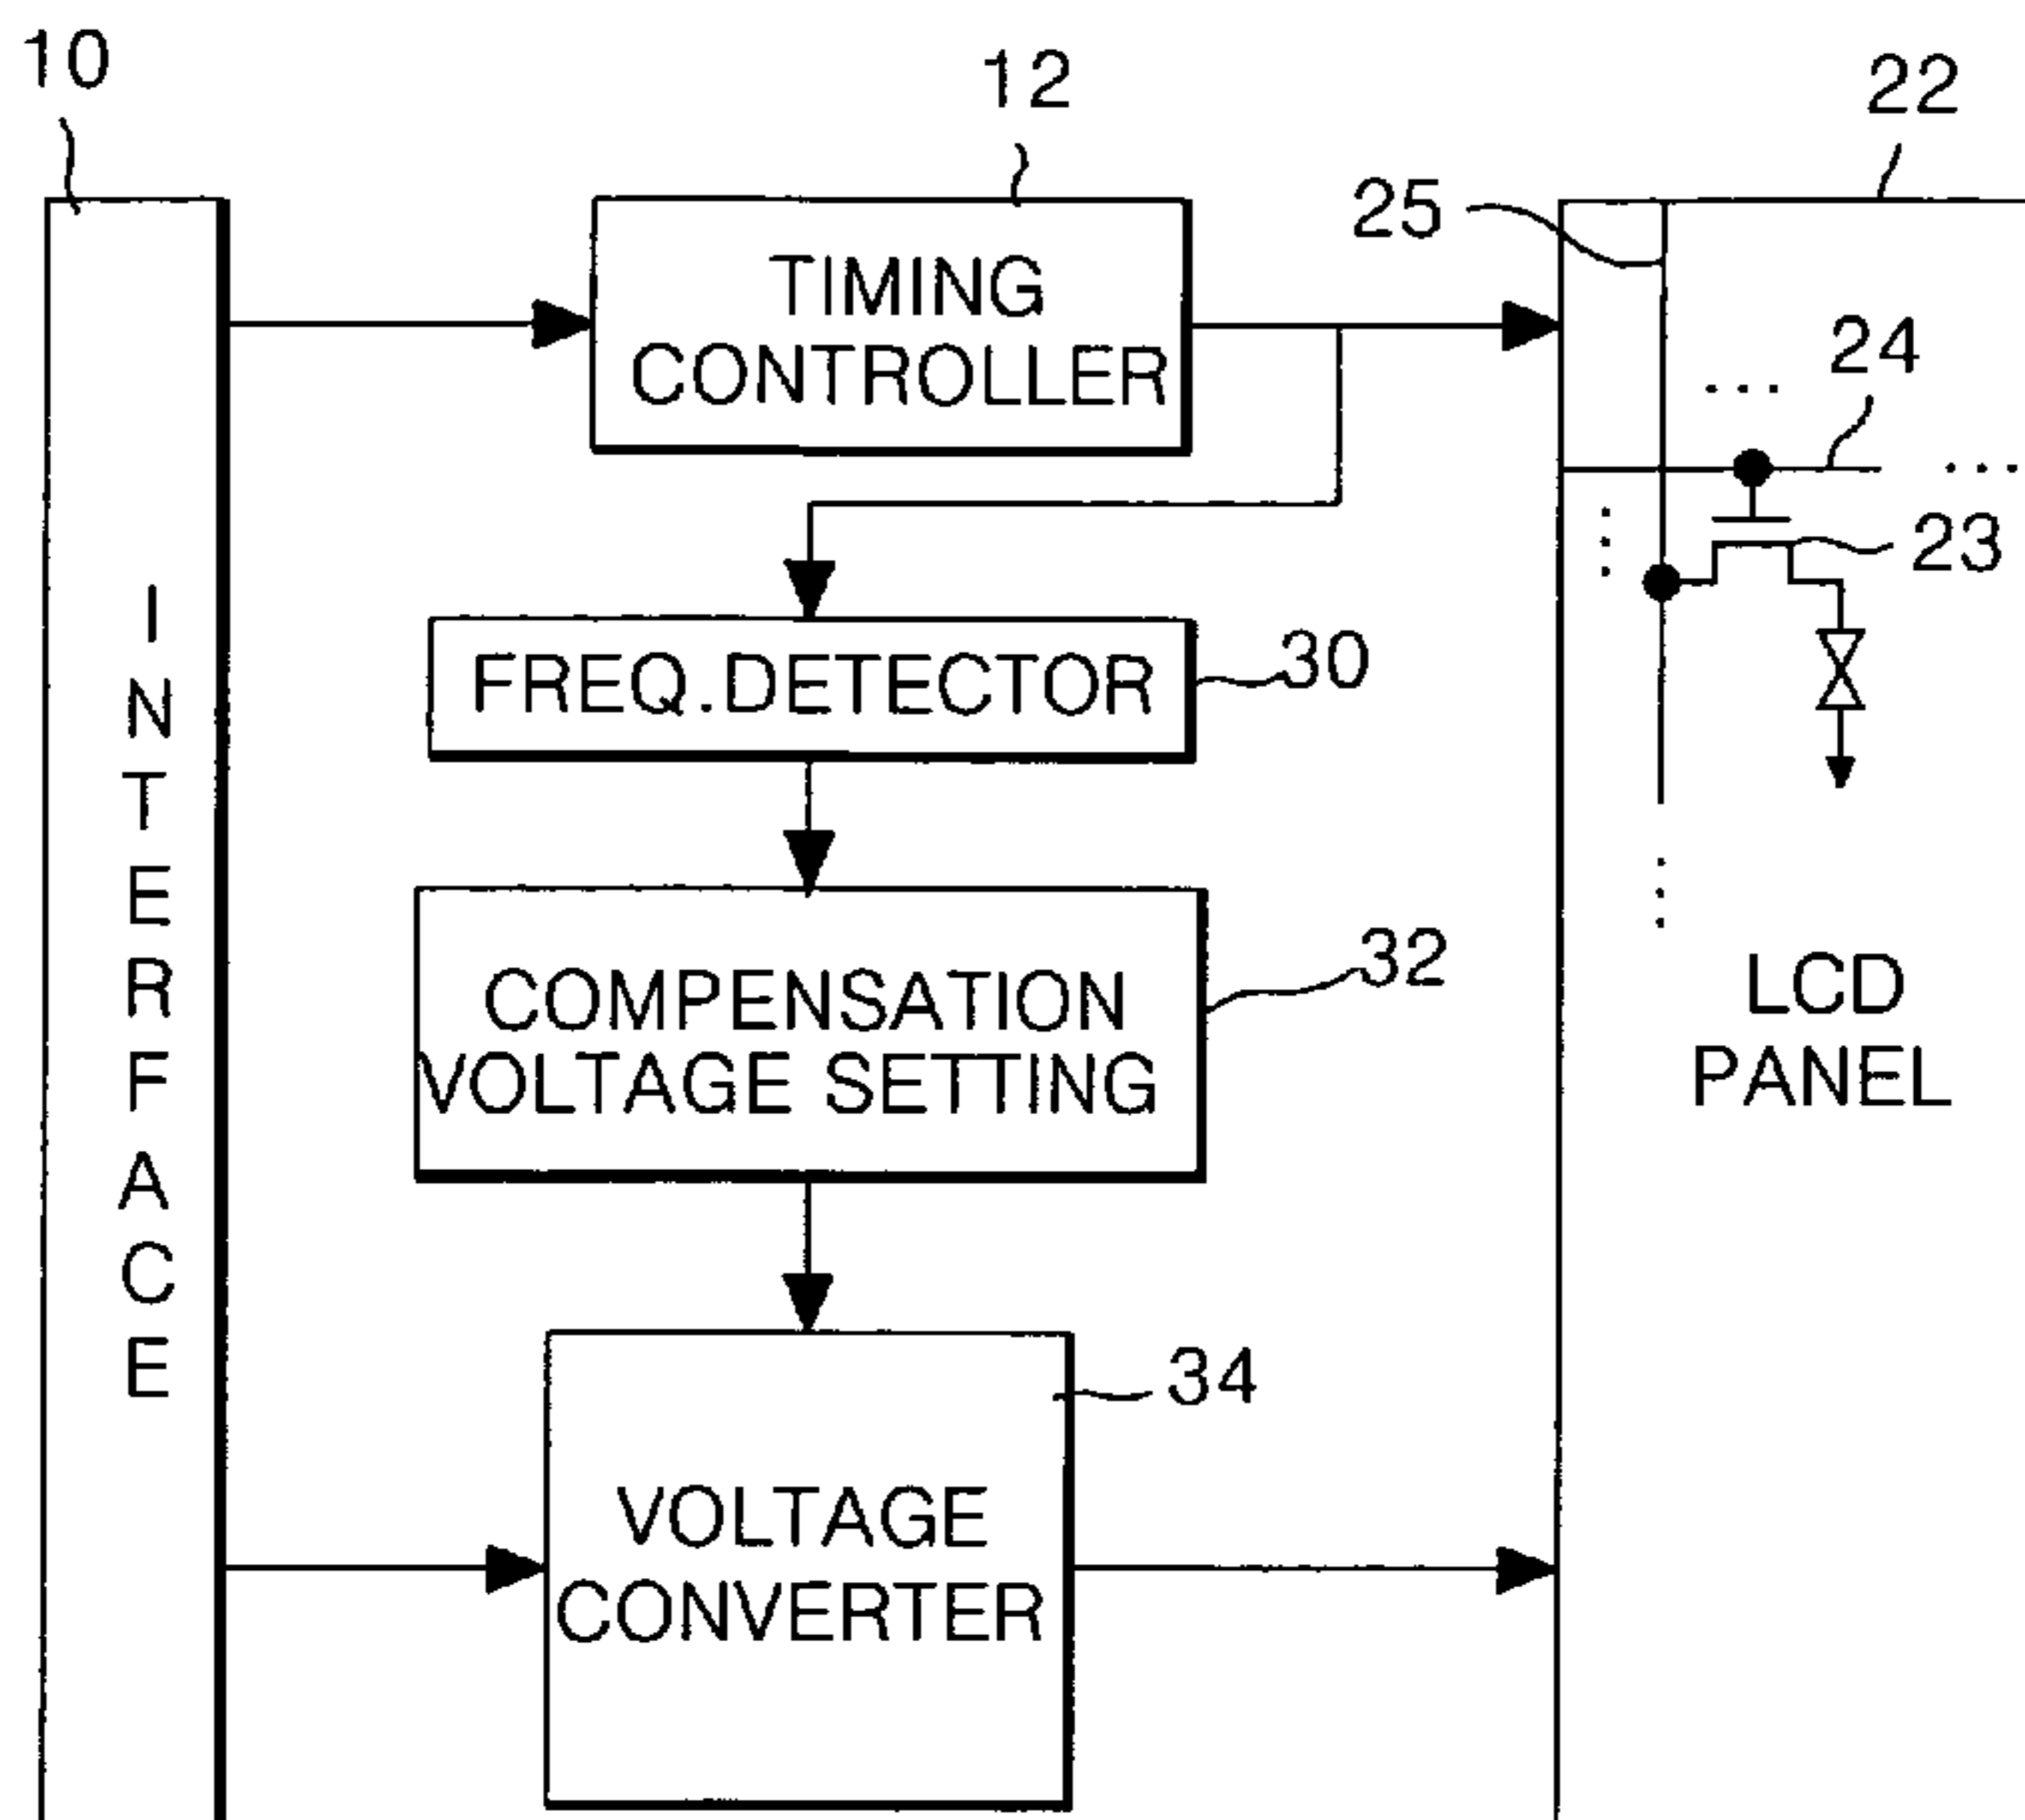 10
12
22
25
TIMING
CONTROLLER
24
23
INTERFACE
FREQ.DETECTOR
30
COMPENSATION
VOLTAGE SETTING
32
LCD
PANEL
34
VOLTAGE
CONVERTER